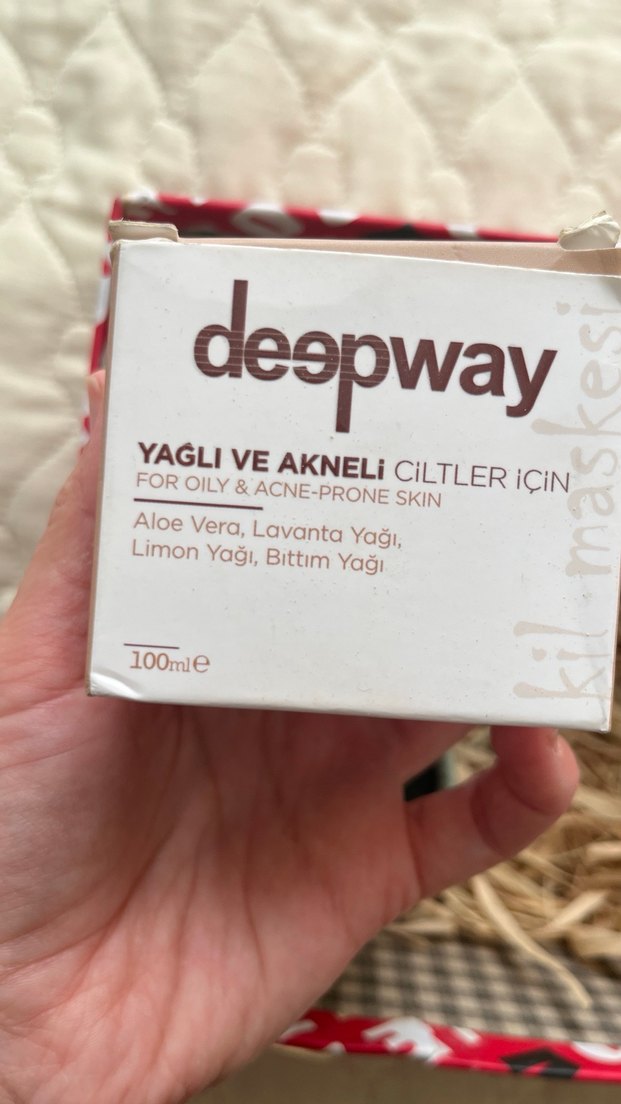 deepway
YAĞLI VE AKNELİ CİLTLER İÇİN
FOR OILY & ACNE-PRONE SKIN
Aloe Vera, Lavanta Yağı,
Limon Yağı, Bıttım Yağı
100ml℮
kil maskesi